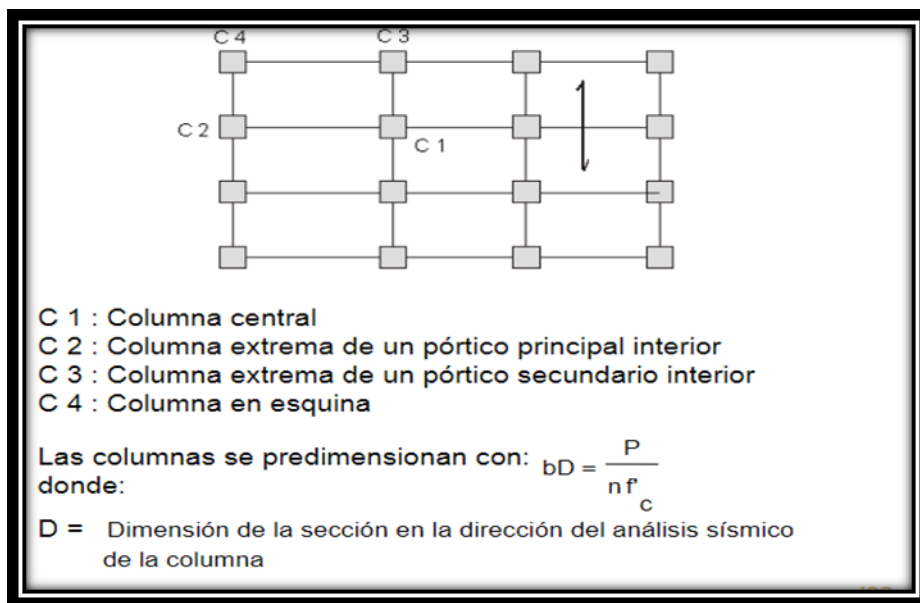 C 4 C 3
C 2
C 1
C 1 : Columna central
C 2 : Columna extrema de un pórtico principal interior
C 3 : Columna extrema de un pórtico secundario interior
C 4 : Columna en esquina
Las columnas se predimensionan con: bD = P / n f'c
donde:
D = Dimensión de la sección en la dirección del análisis sísmico
de la columna